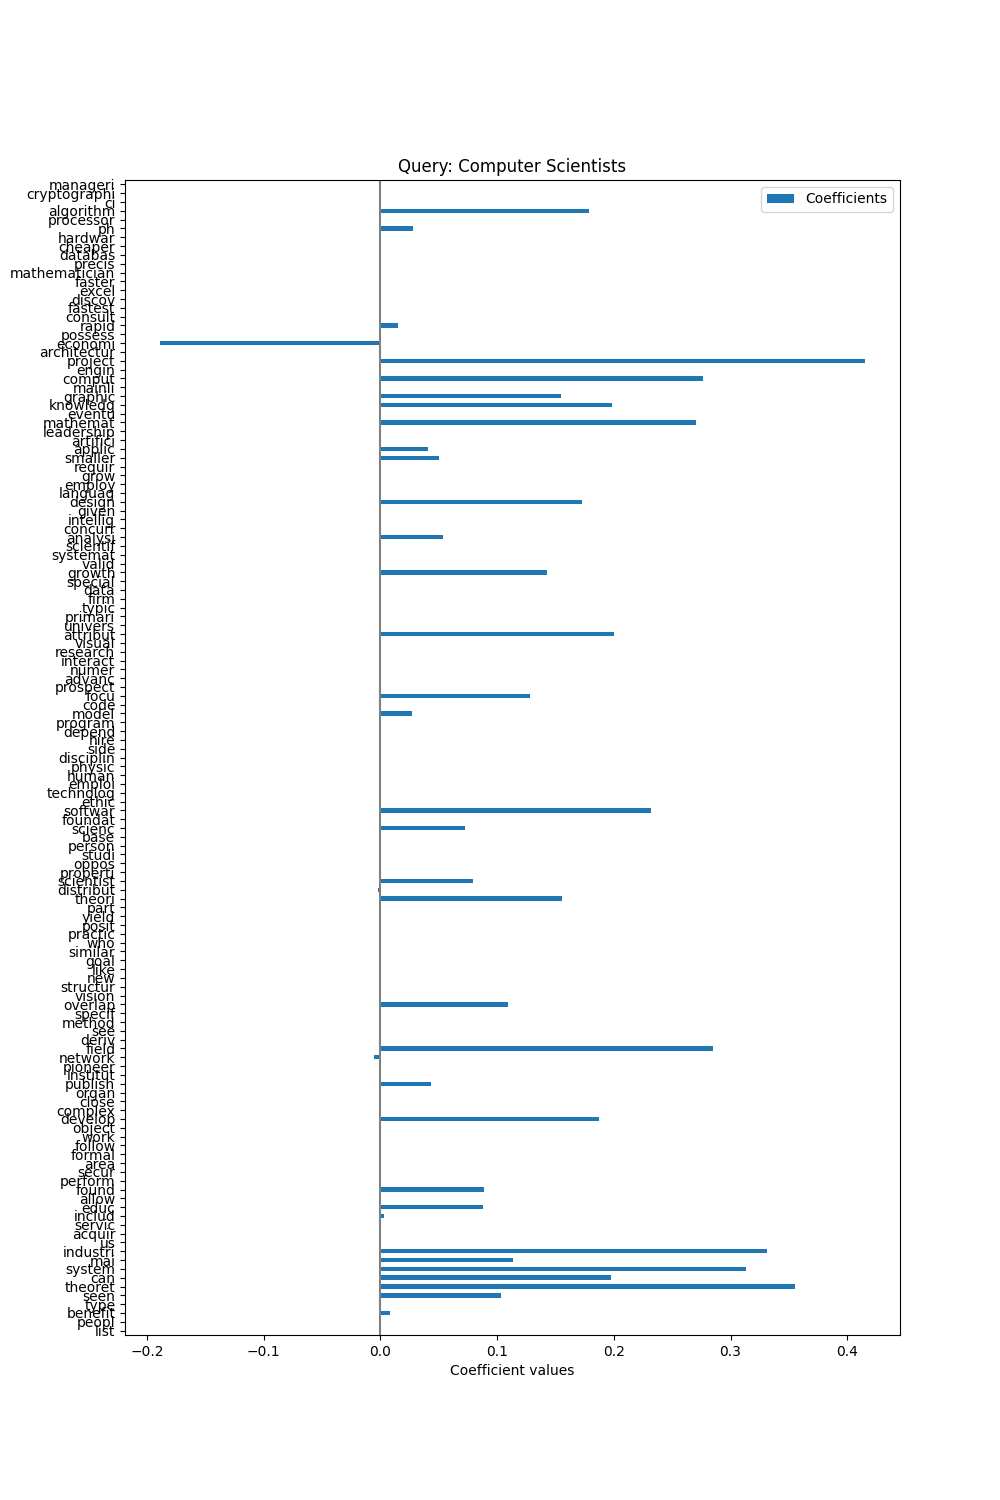 Query: Computer Scientists
Coefficients
manageri
cryptographi
ci
algorithm
processor
ph
hardwar
cheaper
databas
precis
mathematician
faster
excel
discov
fastest
consult
rapid
possess
economi
architectur
project
engin
comput
mainli
graphic
knowledg
eventu
mathemat
leadership
artifici
applic
smaller
requir
grow
employ
languag
design
given
intellig
concurr
analysi
scientif
systemat
valid
growth
special
data
firm
typic
primari
univers
attribut
visual
research
interact
numer
advanc
prospect
focu
code
model
program
depend
hire
side
disciplin
physic
human
emploi
technolog
ethic
softwar
foundat
scienc
base
person
studi
oppos
properti
scientist
distribut
theori
part
yield
posit
practic
who
similar
goal
like
new
structur
vision
overlap
specif
method
see
deriv
field
network
pioneer
institut
publish
organ
close
complex
develop
object
work
follow
formal
area
secur
perform
found
allow
educ
includ
servic
acquir
us
industri
mai
system
can
theoret
seen
type
benefit
peopl
list
−0.2 −0.1 0.0 0.1 0.2 0.3 0.4
Coefficient values